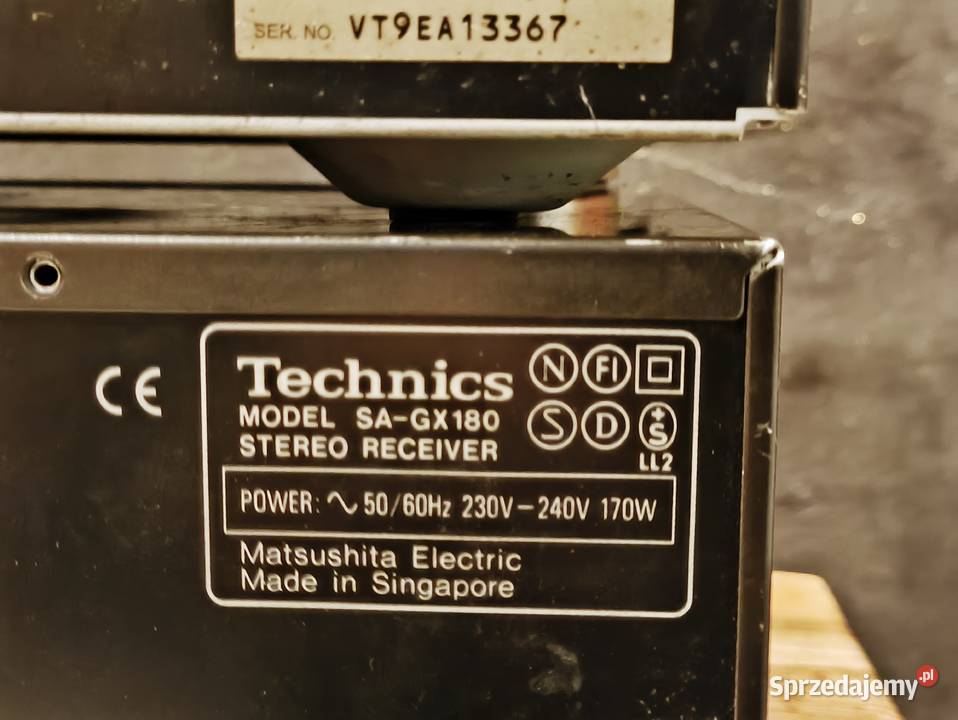 SER. NO. VT9EA13367
CE
Technics
MODEL SA-GX180
STEREO RECEIVER
N FI
S D +S
LL2
POWER: ∿ 50/60Hz 230V－240V 170W
Matsushita Electric
Made in Singapore
Sprzedajemy.pl